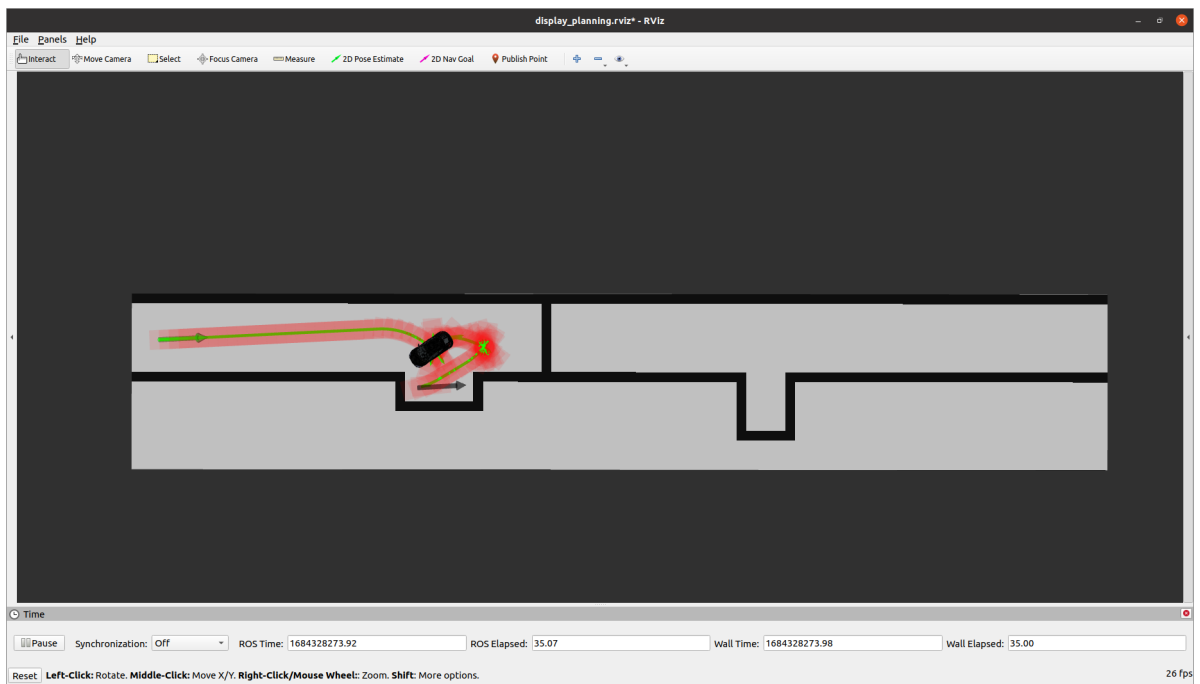 display_planning.rviz* - RViz
File Panels Help
Interact Move Camera Select Focus Camera Measure 2D Pose Estimate 2D Nav Goal Publish Point
Time
Pause Synchronization: Off ROS Time: 1684328273.92 ROS Elapsed: 35.07 Wall Time: 1684328273.98 Wall Elapsed: 35.00
Reset Left-Click: Rotate. Middle-Click: Move X/Y. Right-Click/Mouse Wheel:: Zoom. Shift: More options. 26 fps